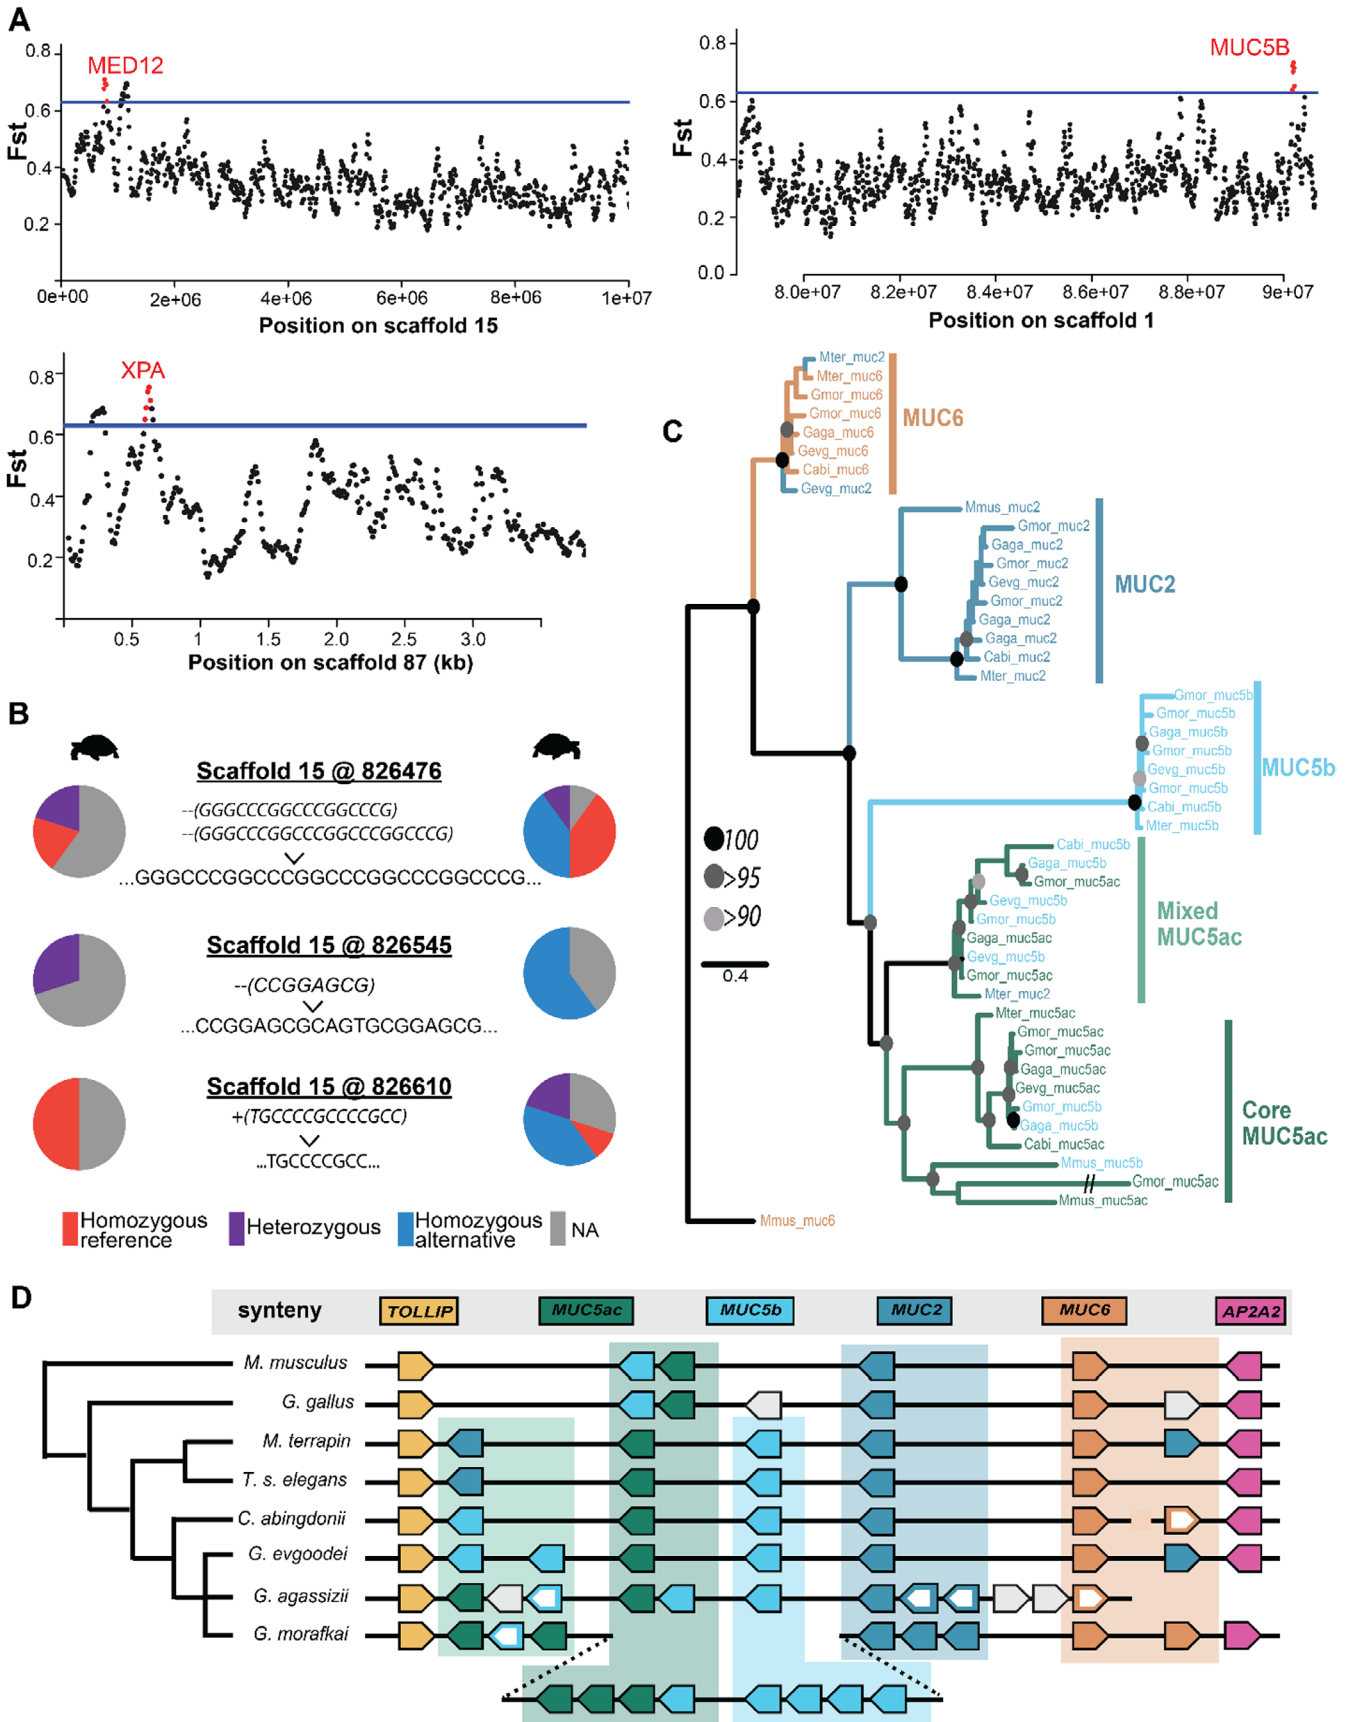 A
0.8
0.6
0.4
0.2
Fst
MED12
0e+00
2e+06
4e+06
6e+06
8e+06
1e+07
Position on scaffold 15
0.8
0.6
0.4
0.2
0.0
Fst
MUC5B
8.0e+07
8.2e+07
8.4e+07
8.6e+07
8.8e+07
9e+07
Position on scaffold 1
0.8
0.6
0.4
0.2
Fst
XPA
0.5
1
1.5
2.0
2.5
3.0
Position on scaffold 87 (kb)
B
Scaffold 15 @ 826476
--(GGGCCCGGCCCGGCCCG)
--(GGGCCCGGCCCGGCCCGGCCCG)
...GGGCCCGGCCCGGCCCGGCCCGGCCCG...
Scaffold 15 @ 826545
--(CCGGAGCG)
...CCGGAGCGCAGTGCGGAGCG...
Scaffold 15 @ 826610
+(TGCCCCGCCCCGCC)
...TGCCCCGCC...
Homozygous
reference
Heterozygous
Homozygous
alternative
NA
C
Mter_muc2
Mter_muc6
Gmor_muc6
Gmor_muc6
Gaga_muc6
Gevg_muc6
Cabi_muc6
Gevg_muc2
MUC6
Mmus_muc2
Gmor_muc2
Gaga_muc2
Gmor_muc2
Gevg_muc2
Gmor_muc2
Gaga_muc2
Gaga_muc2
Cabi_muc2
Mter_muc2
MUC2
Gmor_muc5b
Gmor_muc5b
Gaga_muc5b
Gmor_muc5b
Gevg_muc5b
Gmor_muc5b
Cabi_muc5b
Mter_muc5b
MUC5b
100
>95
>90
0.4
Cabi_muc5b
Gaga_muc5b
Gmor_muc5ac
Gevg_muc5b
Gmor_muc5b
Gaga_muc5ac
Gevg_muc5b
Gmor_muc5ac
Mter_muc2
Mixed
MUC5ac
Mter_muc5ac
Gmor_muc5ac
Gmor_muc5ac
Gaga_muc5ac
Gevg_muc5ac
Gmor_muc5b
Gaga_muc5b
Cabi_muc5ac
Mmus_muc5b
//
Gmor_muc5ac
Mmus_muc5ac
Core
MUC5ac
Mmus_muc6
D
synteny
TOLLIP
MUC5ac
MUC5b
MUC2
MUC6
AP2A2
M. musculus
G. gallus
M. terrapin
T. s. elegans
C. abingdonii
G. evgoodei
G. agassizii
G. morafkai